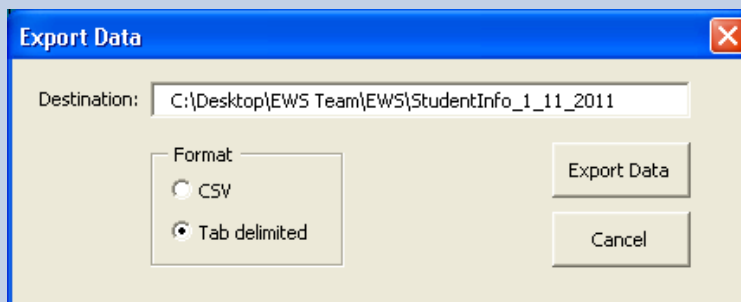 Export Data
Destination: C:\Desktop\EWS Team\EWS\StudentInfo_1_11_2011
Format
CSV
Tab delimited
Export Data
Cancel